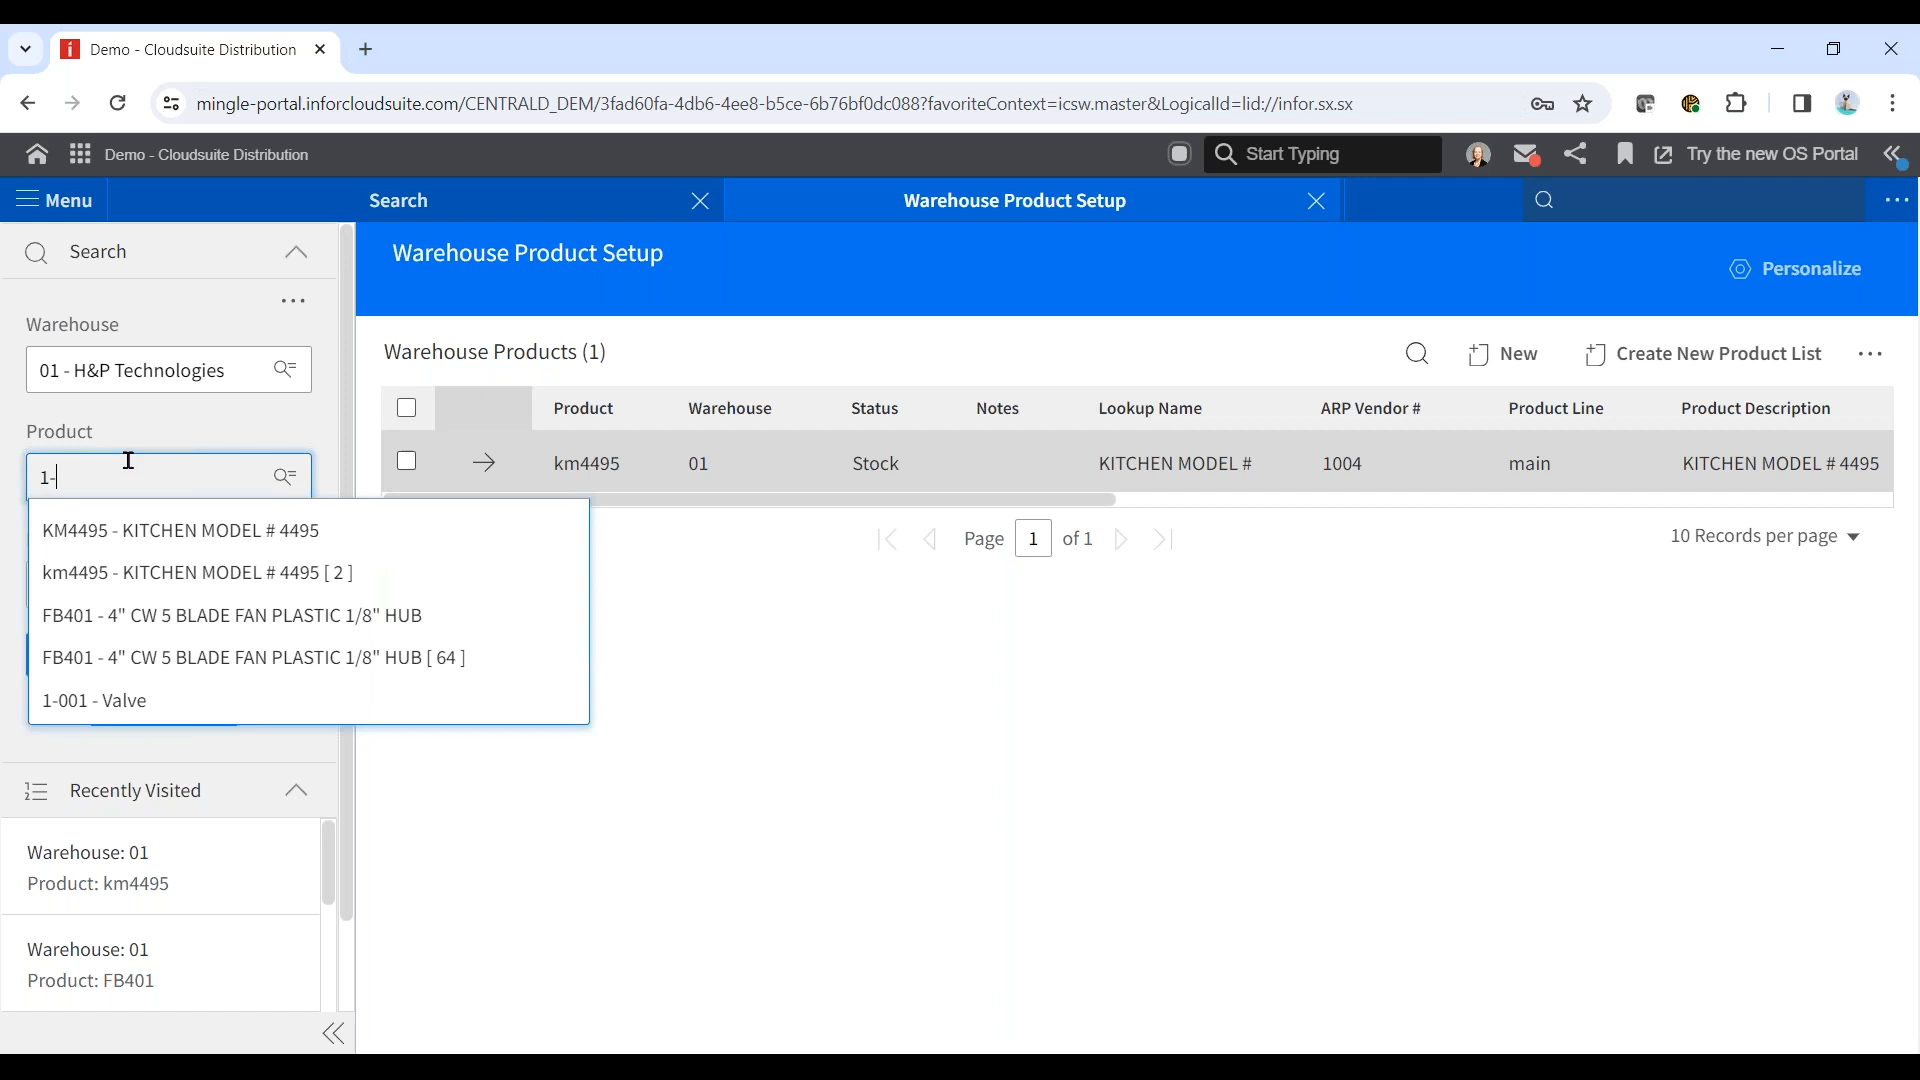 Demo - Cloudsuite Distribution
mingle-portal.inforcloudsuite.com/CENTRALD_DEM/3fad60fa-4db6-4ee8-b5ce-6b76bf0dc088?favoriteContext=icsw.master&LogicalId=lid://infor.sx.sx
Demo - Cloudsuite Distribution
Start Typing
Try the new OS Portal
Menu
Search
Warehouse Product Setup
Search
Warehouse Product Setup
Personalize
Warehouse
01 - H&P Technologies
Product
1-
KM4495 - KITCHEN MODEL # 4495
km4495 - KITCHEN MODEL # 4495 [ 2 ]
FB401 - 4" CW 5 BLADE FAN PLASTIC 1/8" HUB
FB401 - 4" CW 5 BLADE FAN PLASTIC 1/8" HUB [ 64 ]
1-001 - Valve
Warehouse Products (1)
New
Create New Product List
Product Warehouse Status Notes Lookup Name ARP Vendor # Product Line Product Description
km4495 01 Stock KITCHEN MODEL # 1004 main KITCHEN MODEL # 4495
Page 1 of 1
10 Records per page
Recently Visited
Warehouse: 01
Product: km4495
Warehouse: 01
Product: FB401